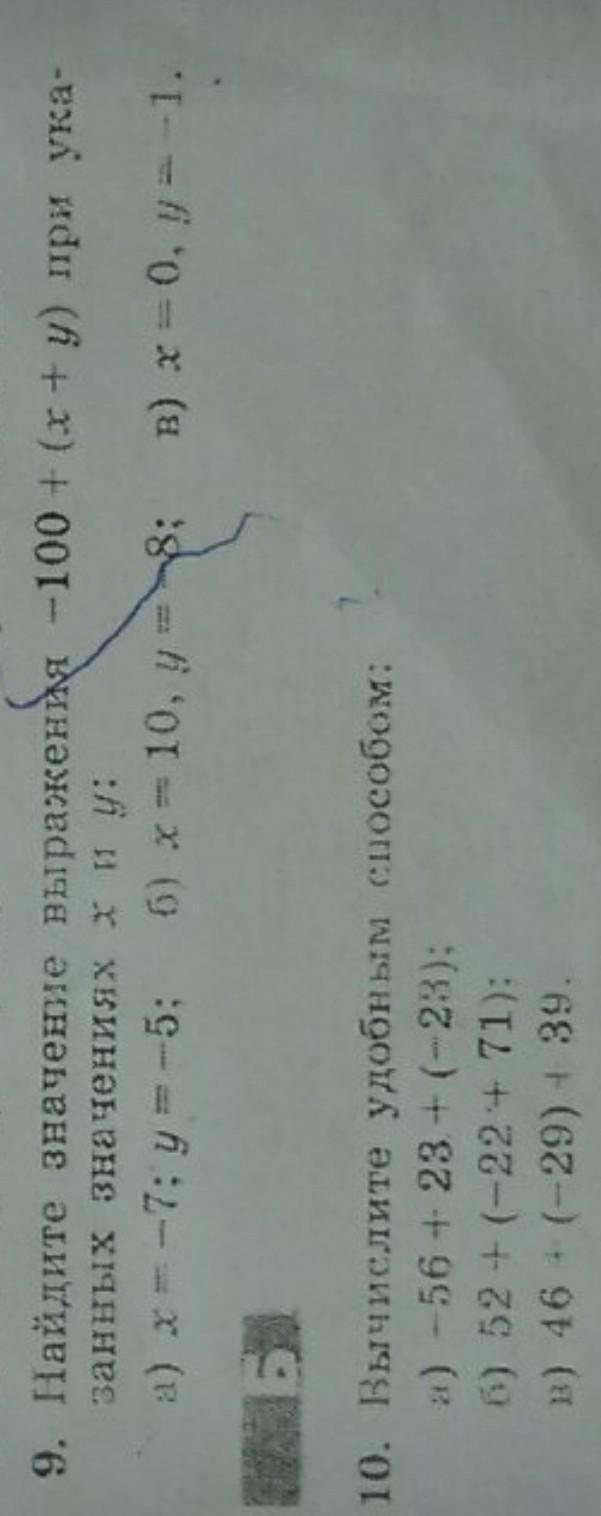 9. Найдите значение выражения −100 + (x + y) при ука-
занных значениях x и y:
а) x = −7; y = −5; б) x = 10, y = −8; в) x = 0, y = −1.
5
10. Вычислите удобным способом:
а) −56 + 23 + (−23);
б) 52 + (−22 + 71);
в) 46 + (−29) + 39.